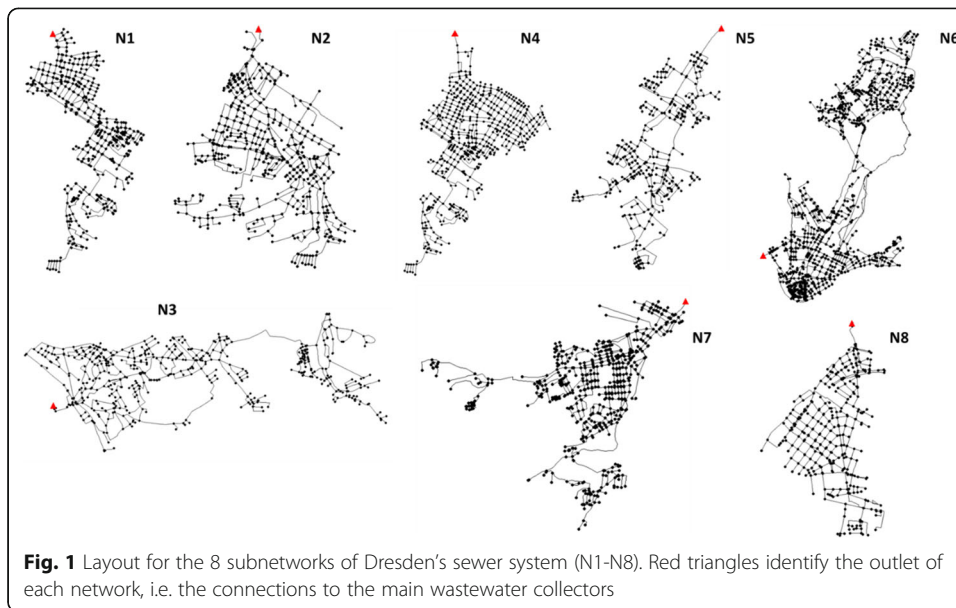 N1
N2
N4
N5
N6
N3
N7
N8
Fig. 1 Layout for the 8 subnetworks of Dresden's sewer system (N1-N8). Red triangles identify the outlet of
each network, i.e. the connections to the main wastewater collectors